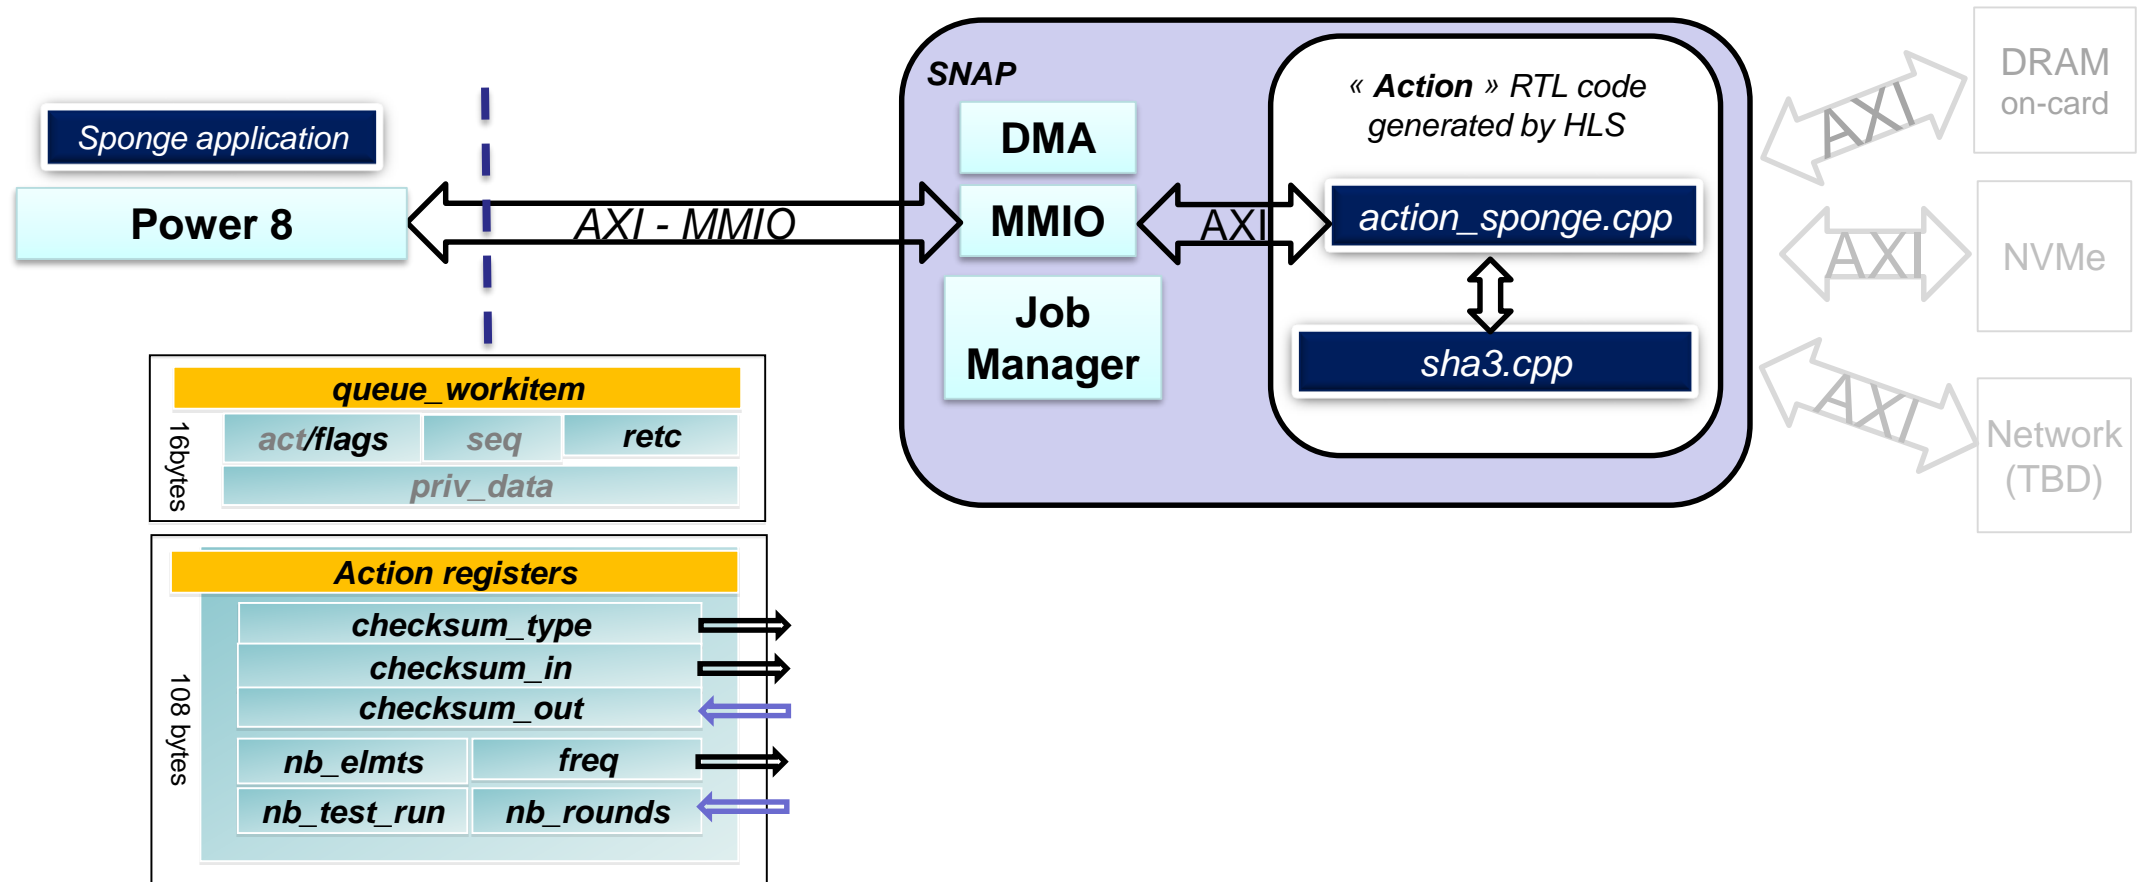 Sponge application
Power 8
AXI - MMIO
SNAP
DMA
MMIO
Job
Manager
AXI
« Action » RTL code
generated by HLS
action_sponge.cpp
sha3.cpp
AXI
DRAM
on-card
AXI
NVMe
AXI
Network
(TBD)
16bytes
queue_workitem
act/flags
seq
retc
priv_data
108 bytes
Action registers
checksum_type
checksum_in
checksum_out
nb_elmts
freq
nb_test_run
nb_rounds